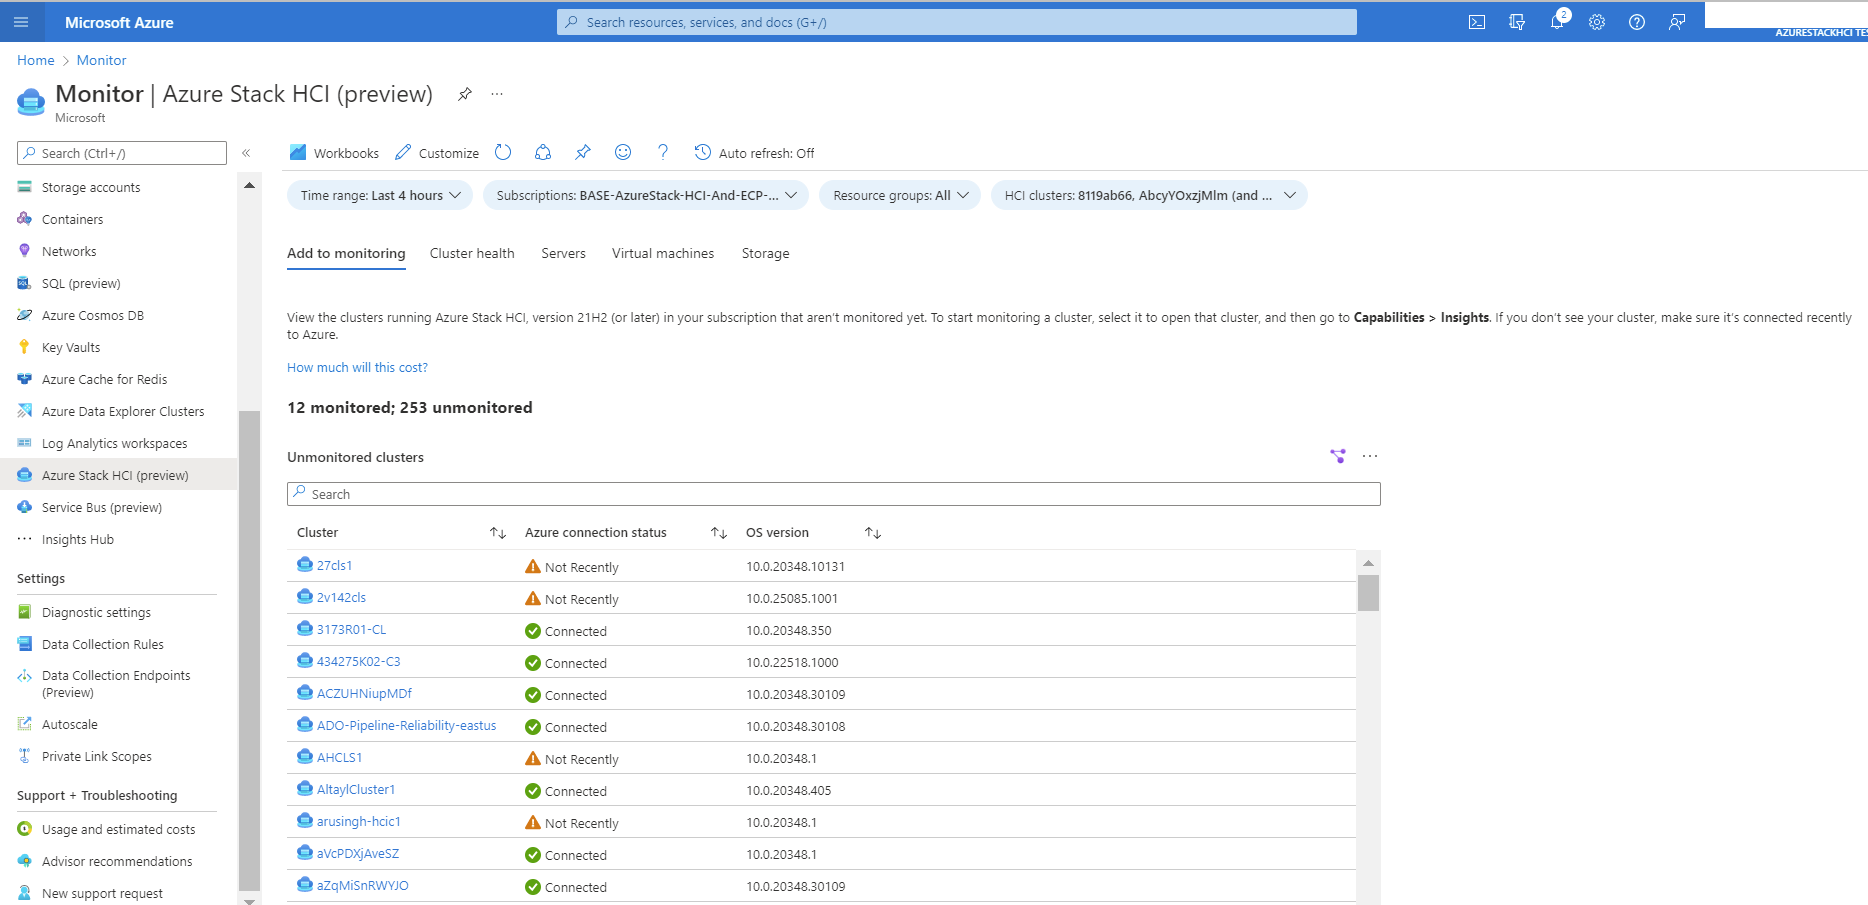 Microsoft Azure
Search resources, services, and docs (G+/)
2
AZURESTACKHCI TES
Home > Monitor
Monitor | Azure Stack HCI (preview)
Microsoft
Search (Ctrl+/)
Storage accounts
Containers
Networks
SQL (preview)
Azure Cosmos DB
Key Vaults
Azure Cache for Redis
Azure Data Explorer Clusters
Log Analytics workspaces
Azure Stack HCI (preview)
Service Bus (preview)
Insights Hub
Settings
Diagnostic settings
Data Collection Rules
Data Collection Endpoints
(Preview)
Autoscale
Private Link Scopes
Support + Troubleshooting
Usage and estimated costs
Advisor recommendations
New support request
Workbooks Customize Auto refresh: Off
Time range: Last 4 hours Subscriptions: BASE-AzureStack-HCI-And-ECP-... Resource groups: All HCI clusters: 8119ab66, AbcyYOxzjMlm (and ...
Add to monitoring Cluster health Servers Virtual machines Storage
View the clusters running Azure Stack HCI, version 21H2 (or later) in your subscription that aren't monitored yet. To start monitoring a cluster, select it to open that cluster, and then go to Capabilities > Insights. If you don't see your cluster, make sure it's connected recently
to Azure.
How much will this cost?
12 monitored; 253 unmonitored
Unmonitored clusters
Search
Cluster Azure connection status OS version
27cls1 Not Recently 10.0.20348.10131
2v142cls Not Recently 10.0.25085.1001
3173R01-CL Connected 10.0.20348.350
434275K02-C3 Connected 10.0.22518.1000
ACZUHNiupMDf Connected 10.0.20348.30109
ADO-Pipeline-Reliability-eastus Connected 10.0.20348.30108
AHCLS1 Not Recently 10.0.20348.1
AltaylCluster1 Connected 10.0.20348.405
arusingh-hcic1 Not Recently 10.0.20348.1
aVcPDXjAveSZ Connected 10.0.20348.1
aZqMiSnRWYJO Connected 10.0.20348.30109